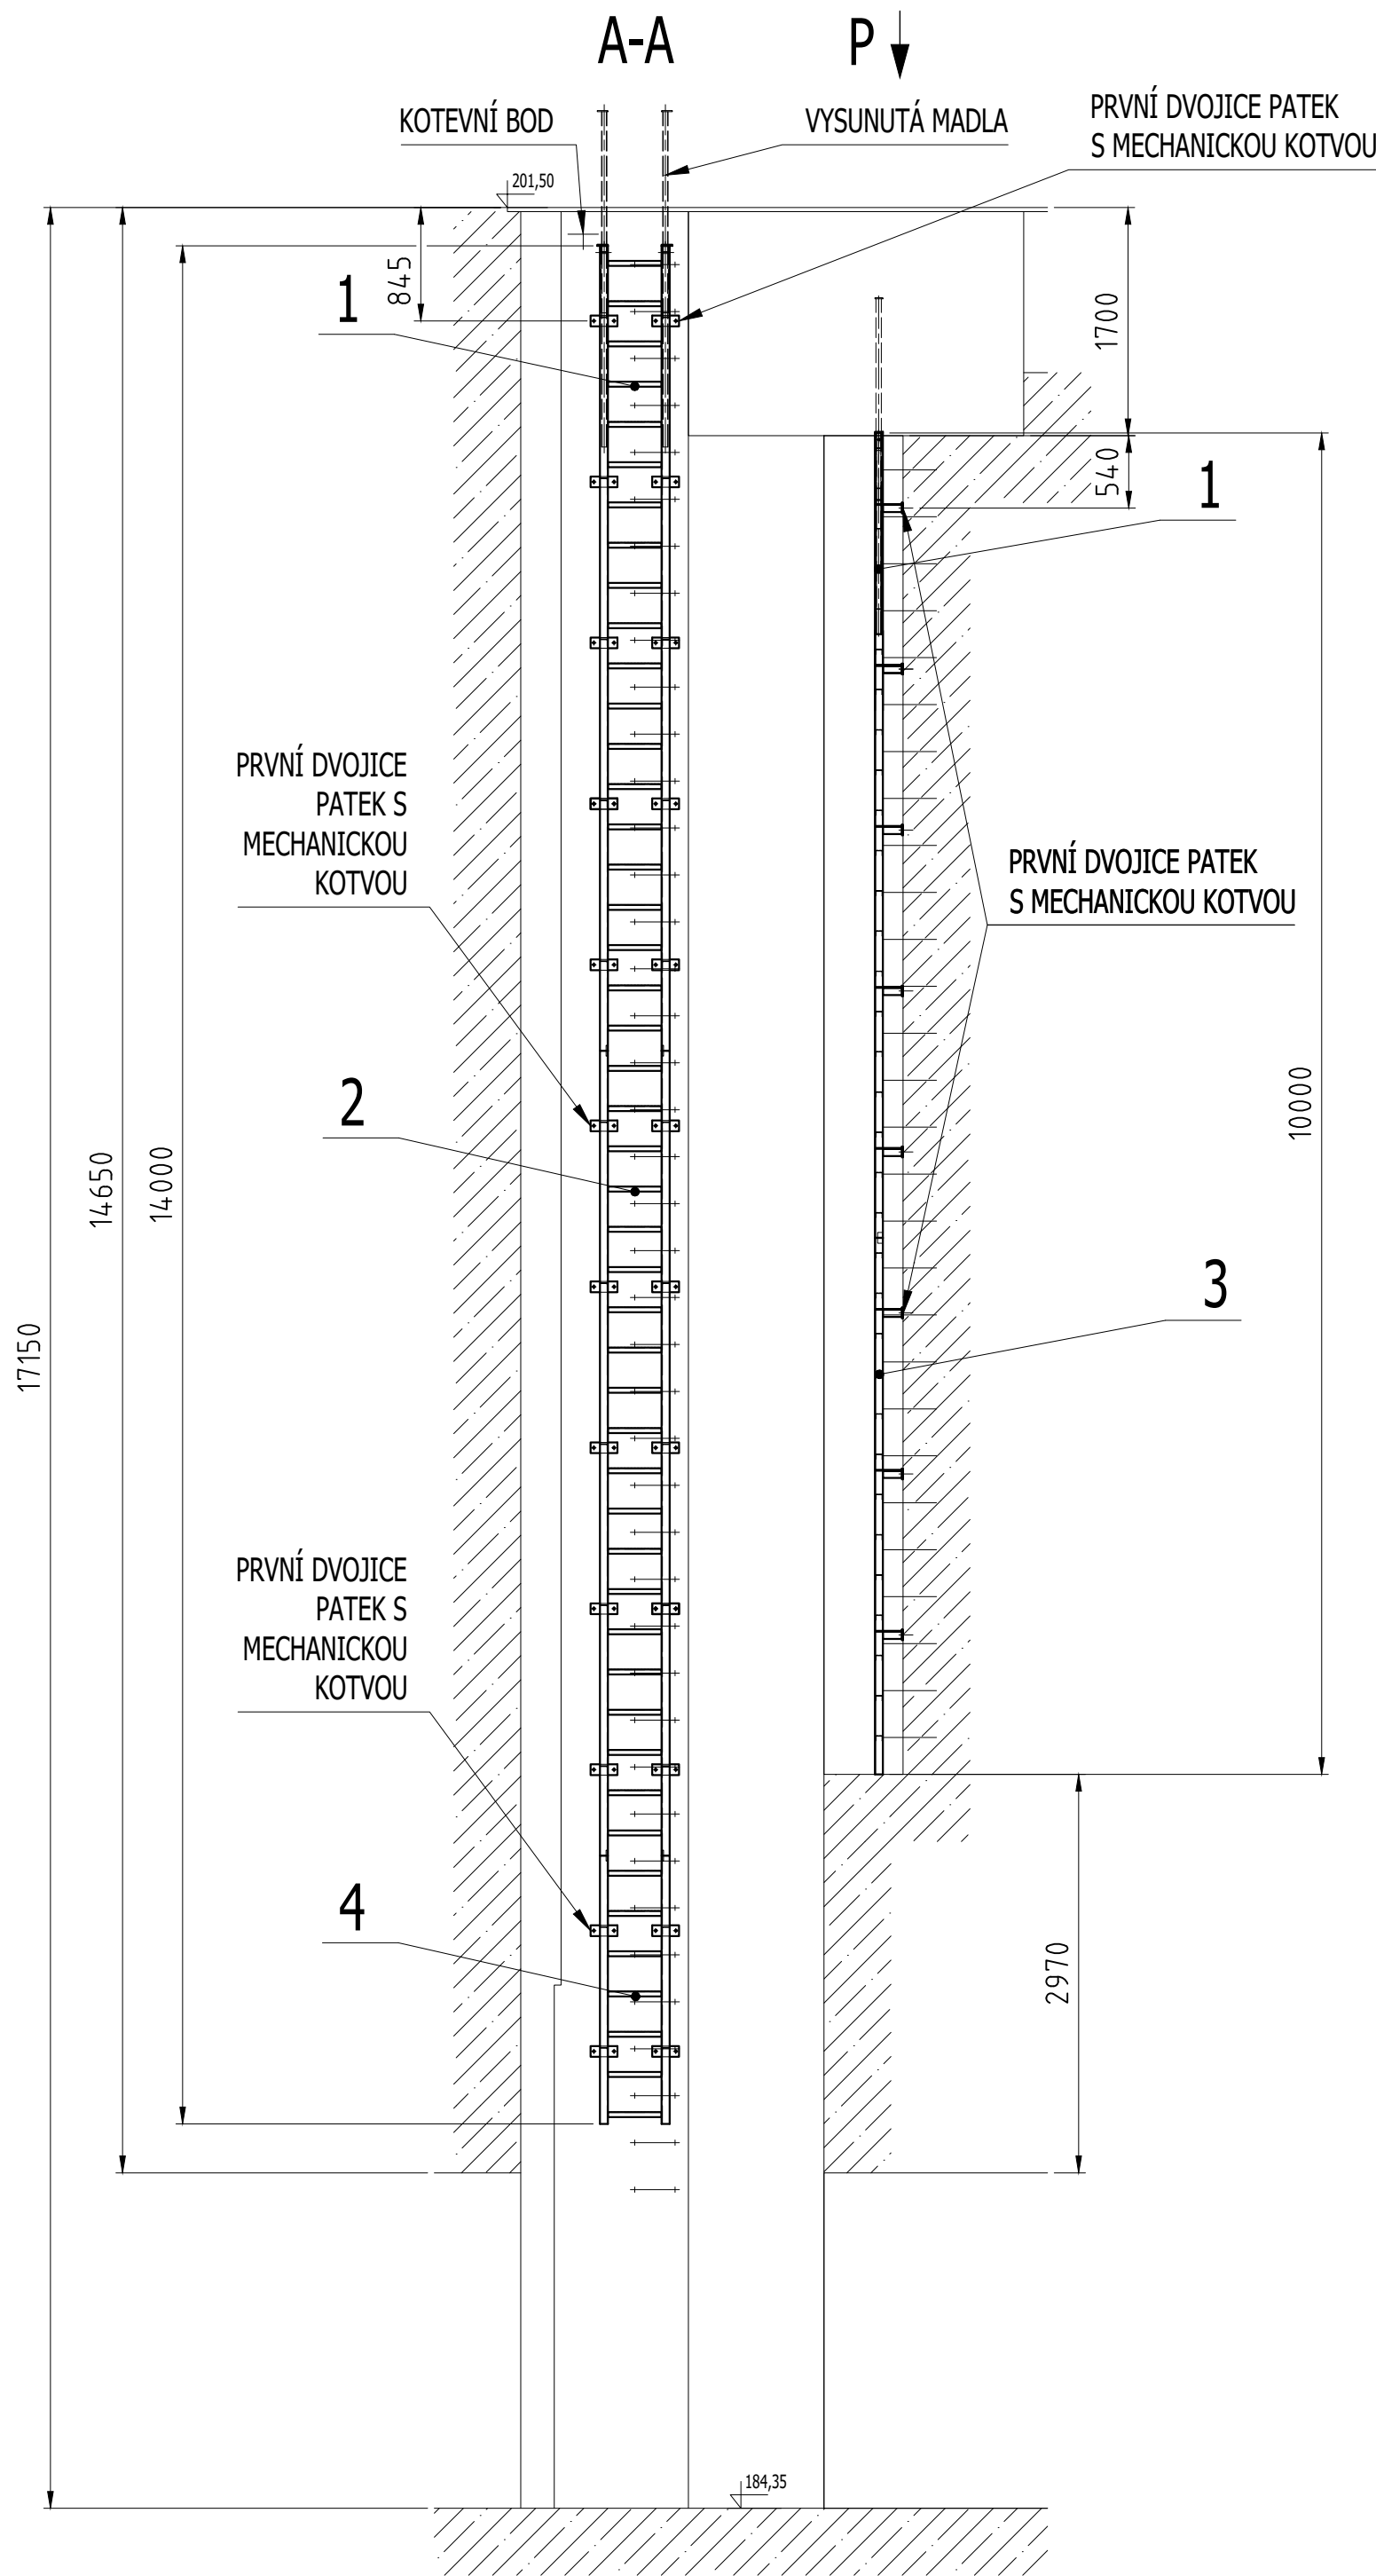 A-A
P
KOTEVNÍ BOD
VYSUNUTÁ MADLA
PRVNÍ DVOJICE PATEK
S MECHANICKOU KOTVOU
201,50
845
1
1700
540
1
PRVNÍ DVOJICE
PATEK S
MECHANICKOU
KOTVOU
PRVNÍ DVOJICE PATEK
S MECHANICKOU KOTVOU
2
14650
14000
10000
17150
3
PRVNÍ DVOJICE
PATEK S
MECHANICKOU
KOTVOU
4
2970
184,35